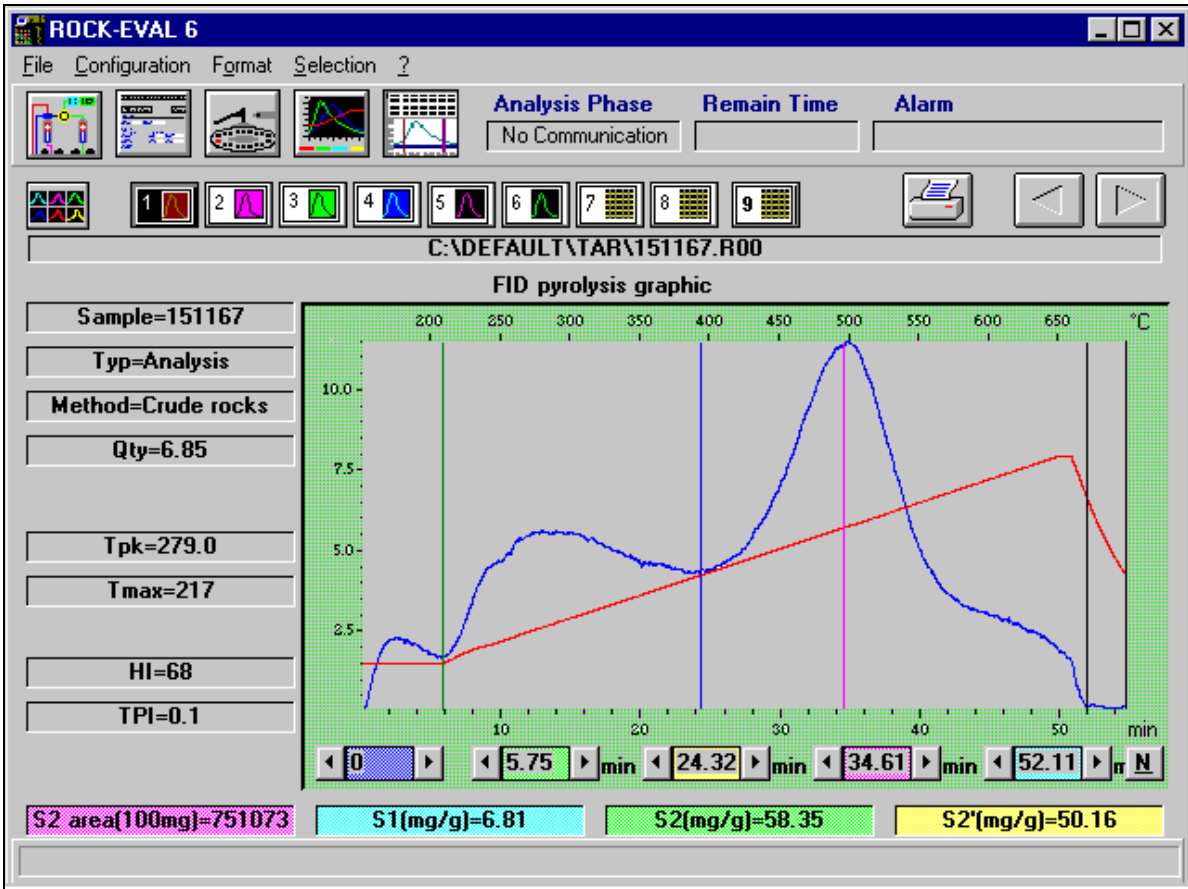 ROCK-EVAL 6
File Configuration Format Selection ?
Analysis Phase Remain Time Alarm
No Communication
1 2 3 4 5 6 7 8 9
C:\DEFAULT\TAR\151167.R00
FID pyrolysis graphic
Sample=151167
Typ=Analysis
Method=Crude rocks
Qty=6.85
Tpk=279.0
Tmax=217
HI=68
TPI=0.1
200 250 300 350 400 450 500 550 600 650 °C
10.0
7.5
5.0
2.5
10 20 30 40 50 min
0 5.75 min 24.32 min 34.61 min 52.11 m N
S2 area(100mg)=751073 S1(mg/g)=6.81 S2(mg/g)=58.35 S2'(mg/g)=50.16